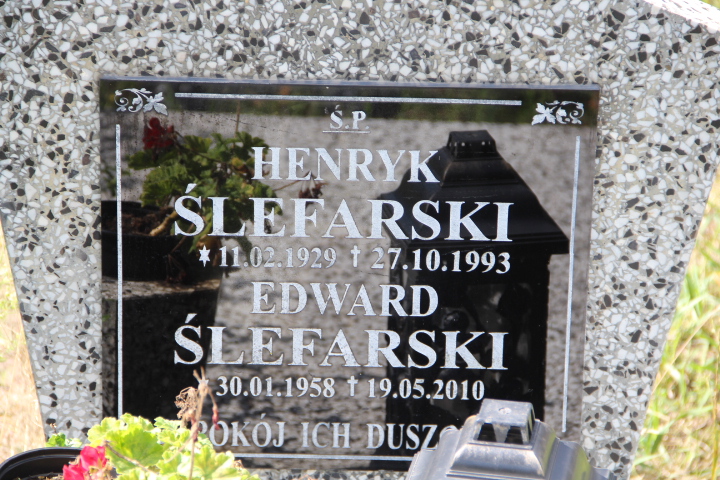 Ś.P.
HENRYK
ŚLEFARSKI
* 11.02.1929 † 27.10.1993
EDWARD
ŚLEFARSKI
* 30.01.1958 † 19.05.2010
POKÓJ ICH